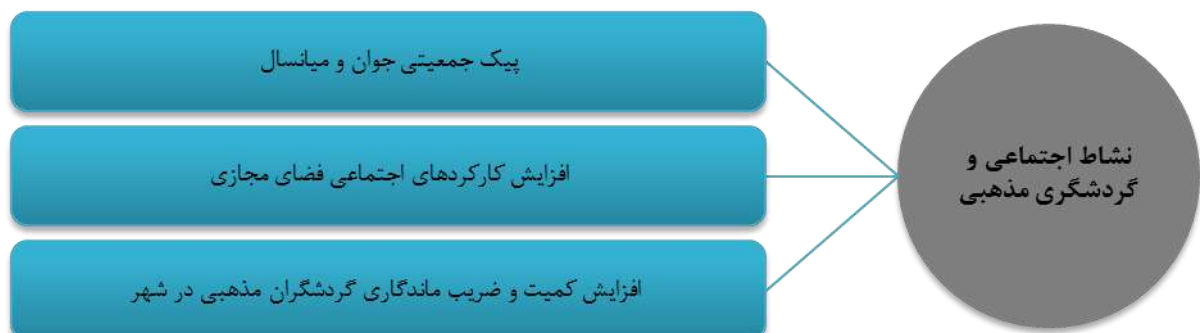 نشاط اجتماعی و
گردشگری مذهبی
پیک جمعیتی جوان و میانسال
افزایش کارکردهای اجتماعی فضای مجازی
افزایش کمیت و ضریب ماندگاری گردشگران مذهبی در شهر